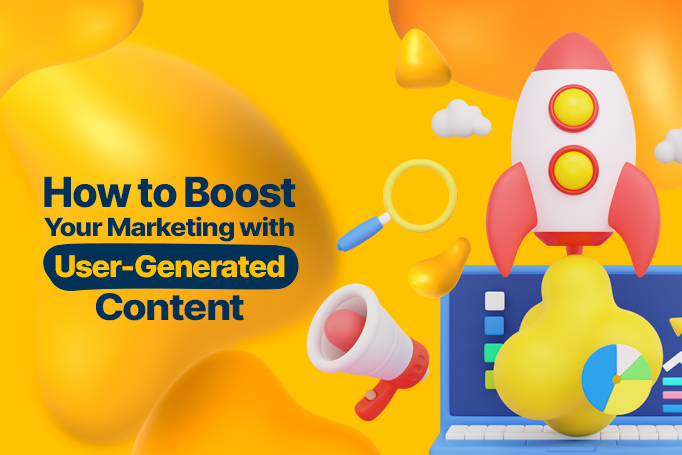 How to Boost
Your Marketing with
User-Generated
Content